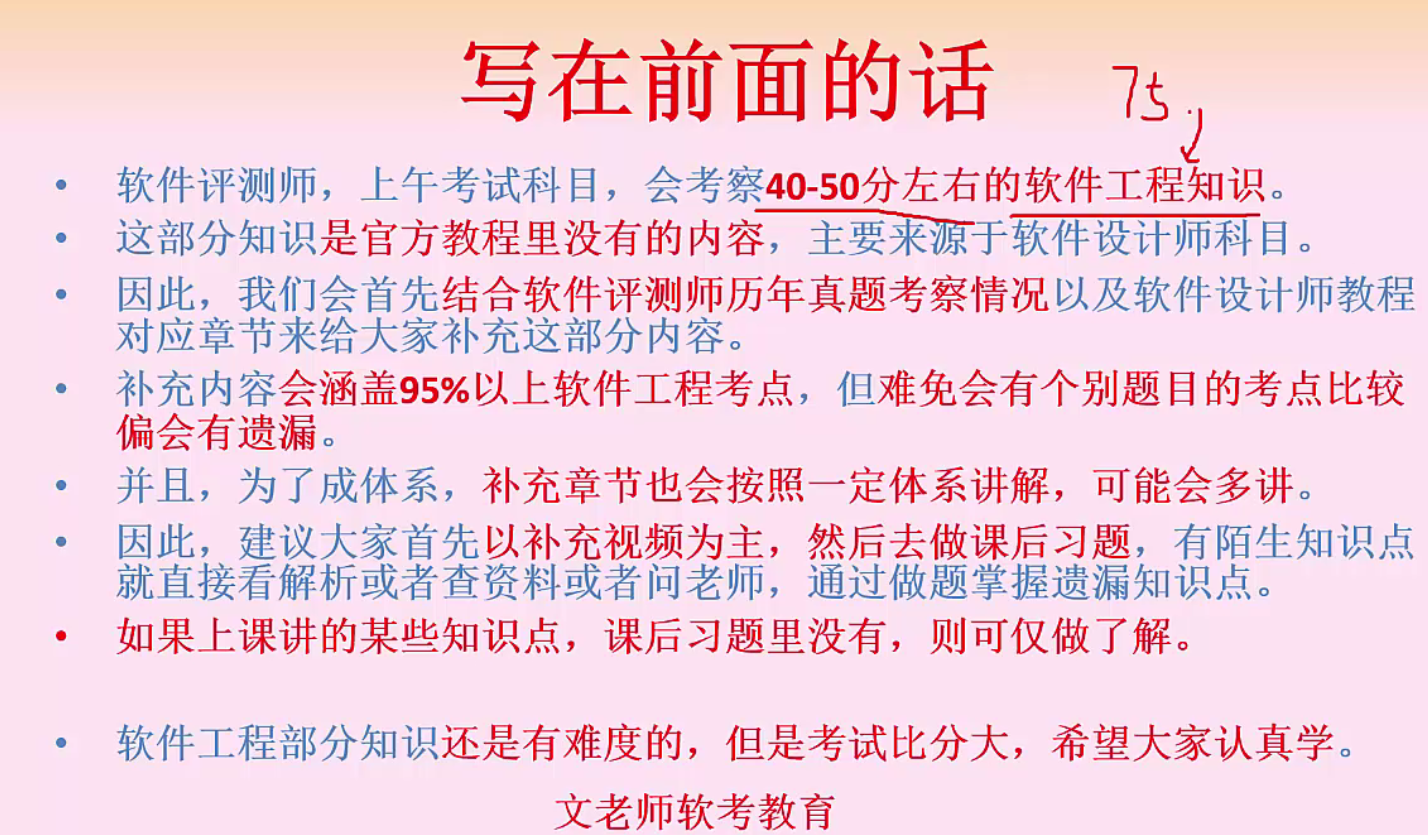 写在前面的话
75.
• 软件评测师，上午考试科目，会考察40-50分左右的软件工程知识。
• 这部分知识是官方教程里没有的内容，主要来源于软件设计师科目。
• 因此，我们会首先结合软件评测师历年真题考察情况以及软件设计师教程
对应章节来给大家补充这部分内容。
• 补充内容会涵盖95%以上软件工程考点，但难免会有个别题目的考点比较
偏会有遗漏。
• 并且，为了成体系，补充章节也会按照一定体系讲解，可能会多讲。
• 因此，建议大家首先以补充视频为主，然后去做课后习题，有陌生知识点
就直接看解析或者查资料或者问老师，通过做题掌握遗漏知识点。
• 如果上课讲的某些知识点，课后习题里没有，则可仅做了解。
• 软件工程部分知识还是有难度的，但是考试比分大，希望大家认真学。
文老师软考教育